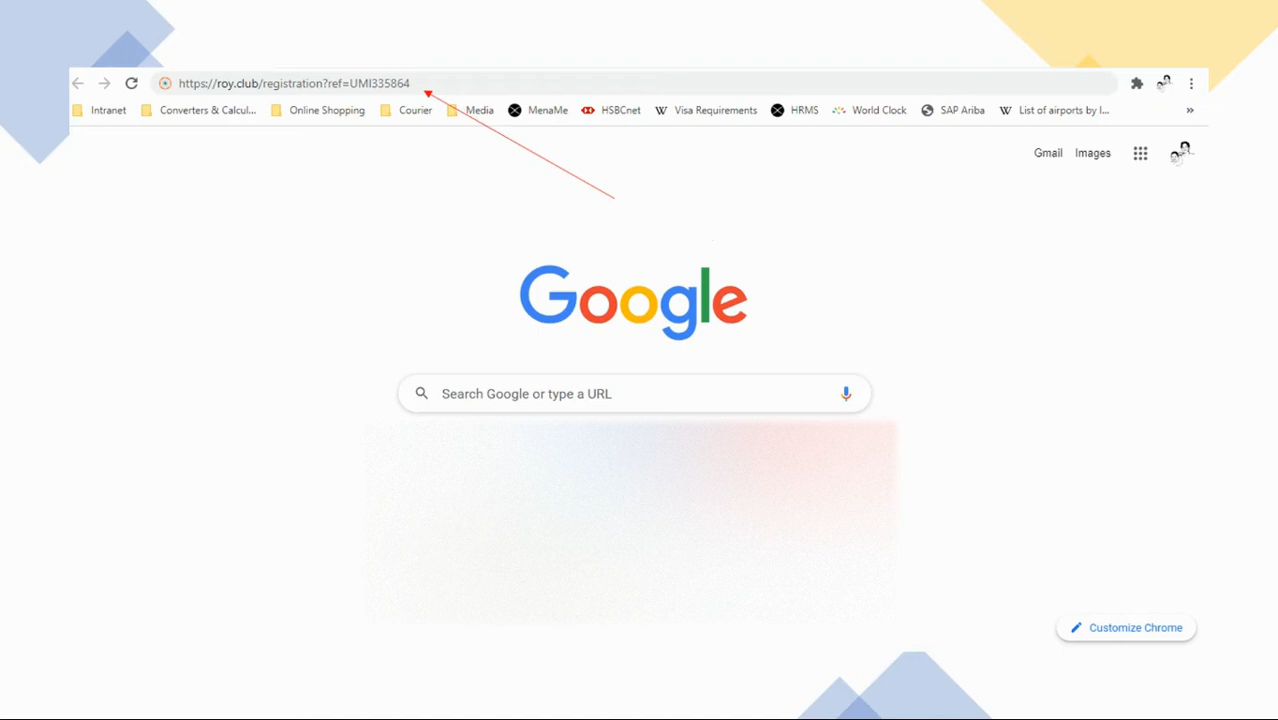 https://roy.club/registration?ref=UMI335864
Intranet Converters & Calcul... Online Shopping Courier Media MenaMe HSBCnet Visa Requirements HRMS World Clock SAP Ariba List of airports by I... »
Gmail Images
Google
Search Google or type a URL
Customize Chrome